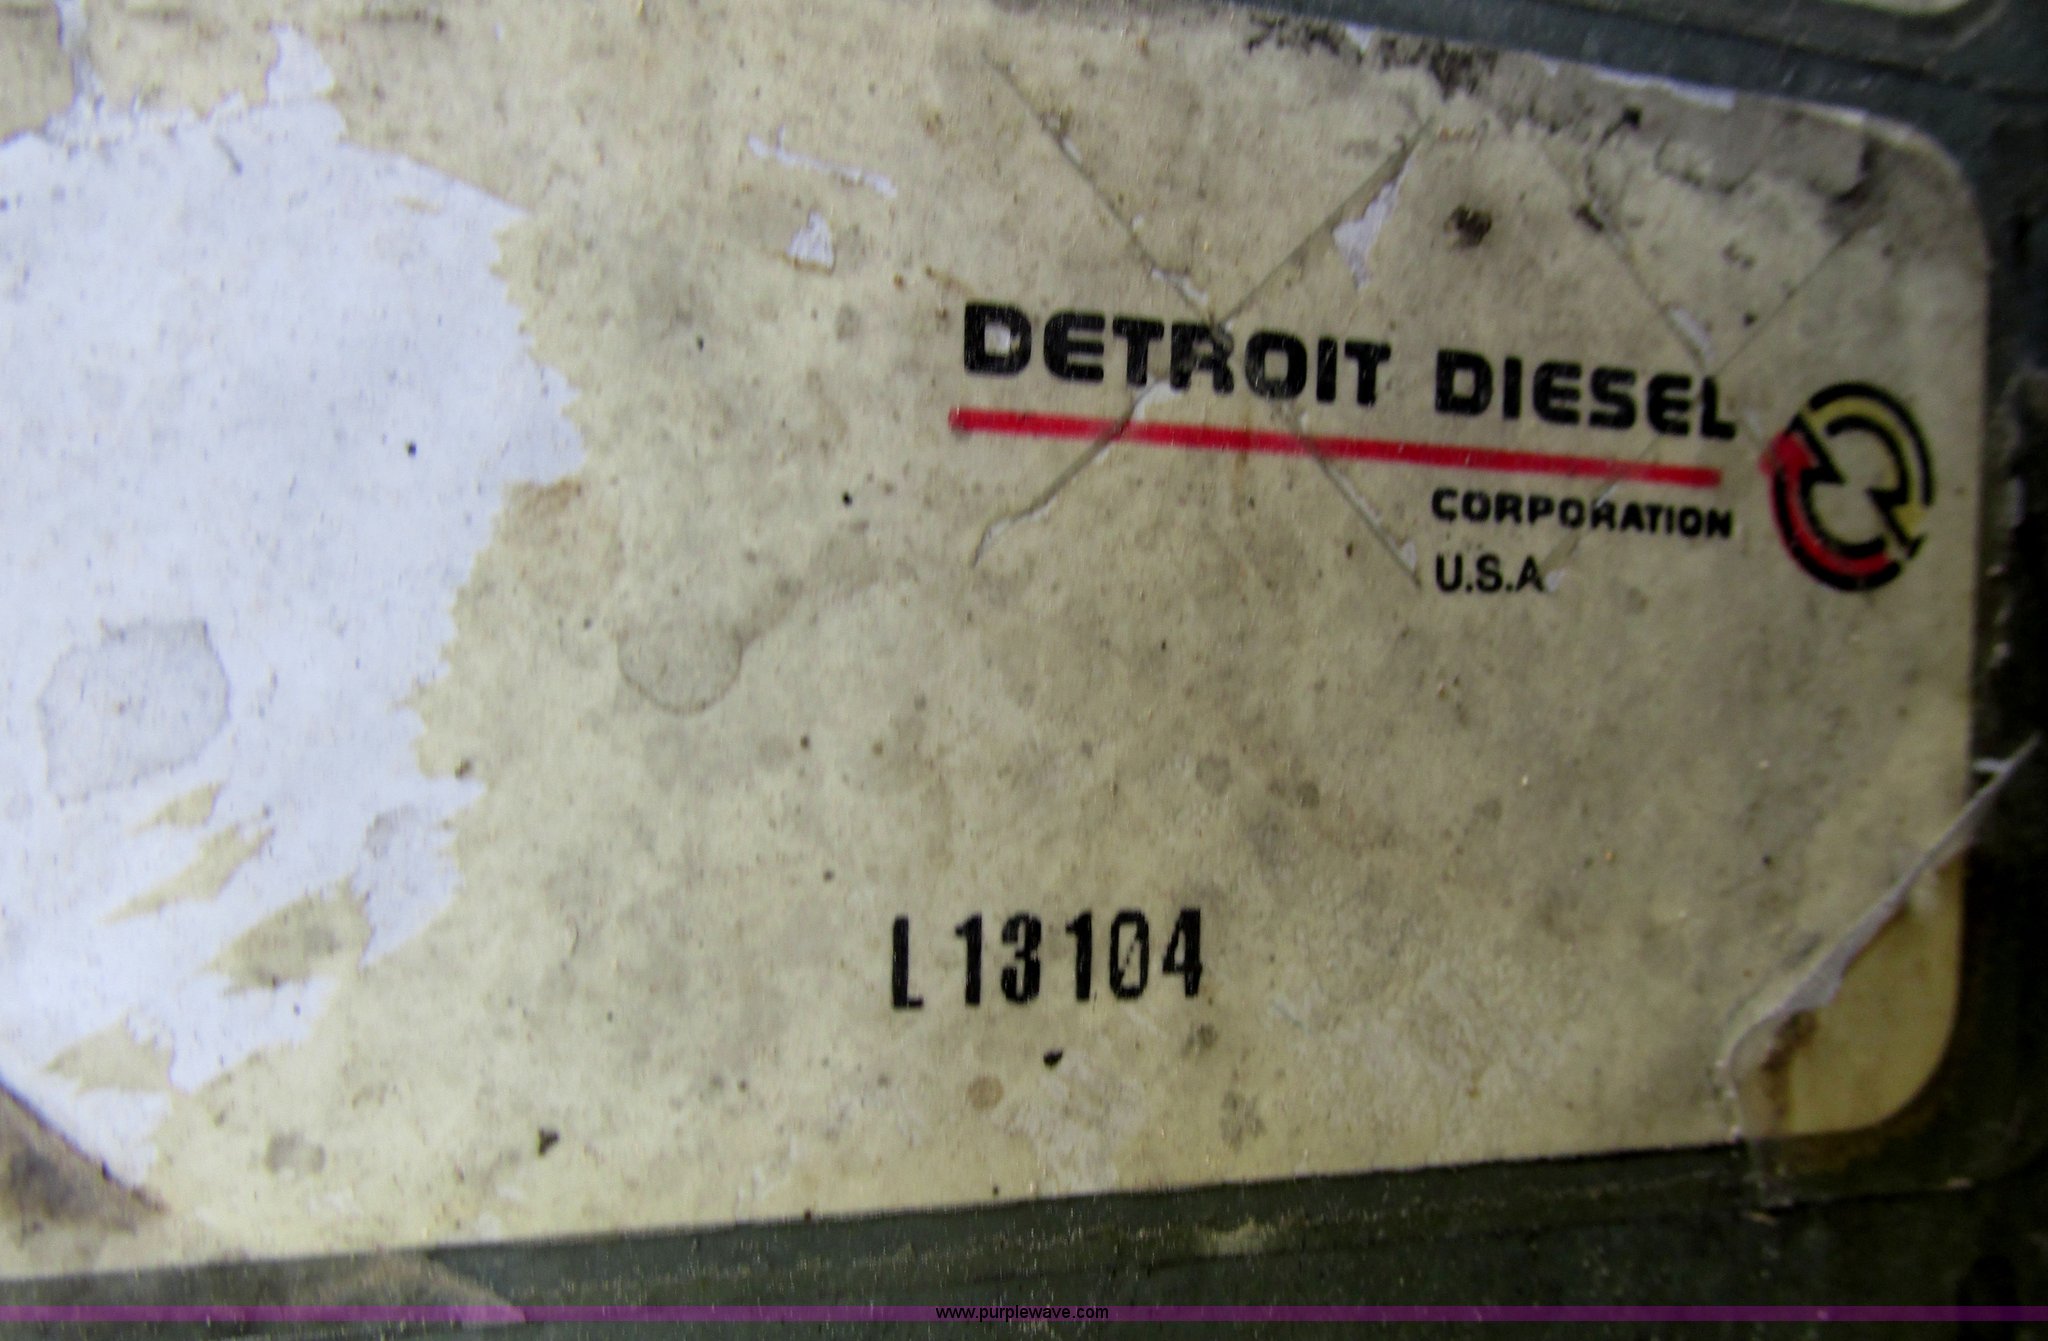 DETROIT DIESEL
CORPORATION
U.S.A
L13104
www.purplewave.com